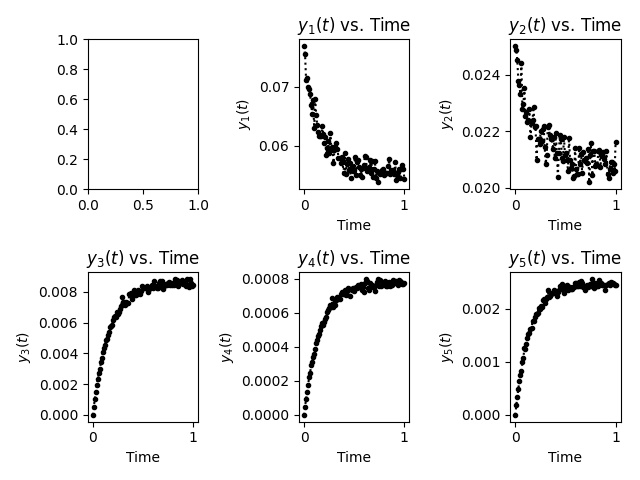 y1(t) vs. Time
y2(t) vs. Time
1.0
0.8
0.6
0.4
0.2
0.0
0.0 0.5 1.0
y1(t)
0.07
0.06
0 1
Time
y2(t)
0.024
0.022
0.020
0 1
Time
y3(t) vs. Time
y4(t) vs. Time
y5(t) vs. Time
y3(t)
0.008
0.006
0.004
0.002
0.000
0 1
Time
y4(t)
0.0008
0.0006
0.0004
0.0002
0.0000
0 1
Time
y5(t)
0.002
0.001
0.000
0 1
Time